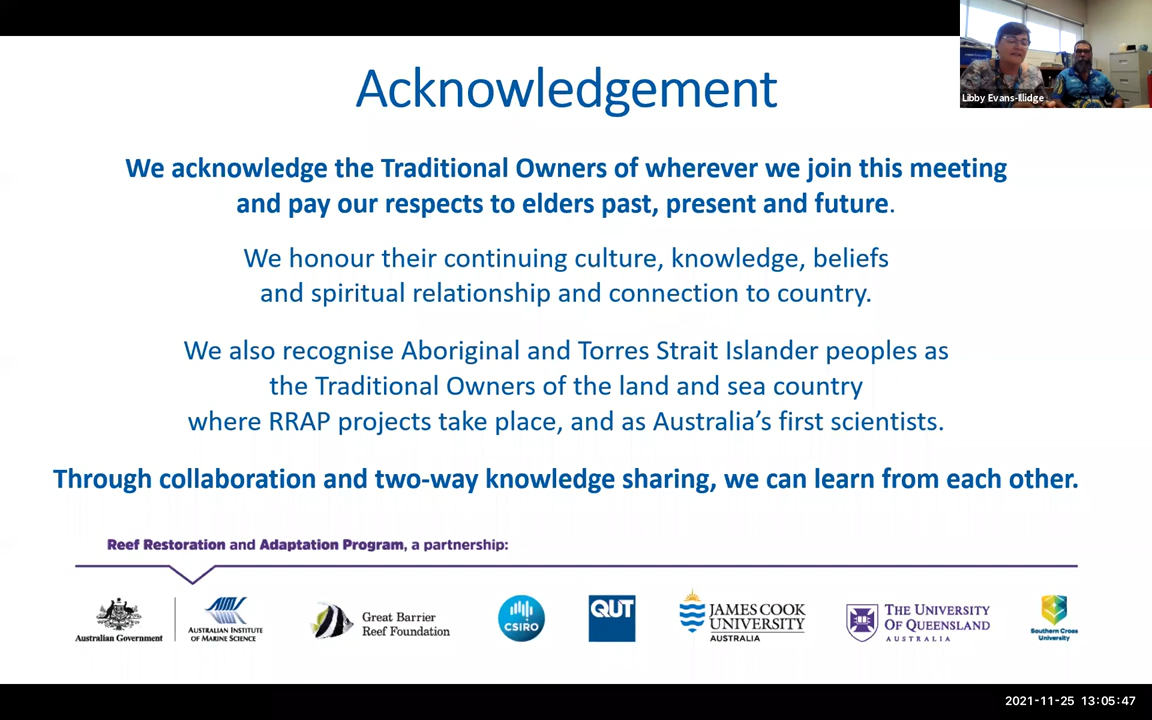 Libby Evans-Illidge
Acknowledgement
We acknowledge the Traditional Owners of wherever we join this meeting
and pay our respects to elders past, present and future.
We honour their continuing culture, knowledge, beliefs
and spiritual relationship and connection to country.
We also recognise Aboriginal and Torres Strait Islander peoples as
the Traditional Owners of the land and sea country
where RRAP projects take place, and as Australia’s first scientists.
Through collaboration and two-way knowledge sharing, we can learn from each other.
Reef Restoration and Adaptation Program, a partnership:
Australian Government
AIMS
AUSTRALIAN INSTITUTE
OF MARINE SCIENCE
Great Barrier
Reef Foundation
CSIRO
QUT
JAMES COOK
UNIVERSITY
AUSTRALIA
THE UNIVERSITY
OF QUEENSLAND
AUSTRALIA
Southern Cross
University
2021-11-25 13:05:47